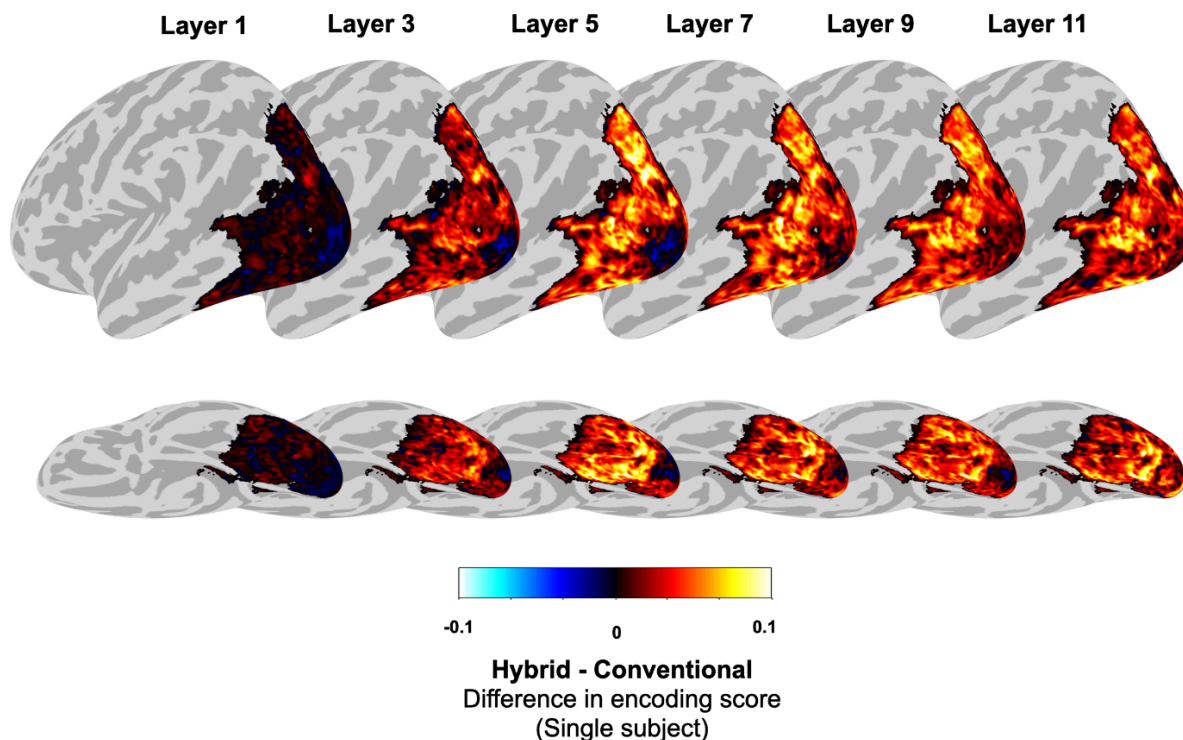 Layer 1 Layer 3 Layer 5 Layer 7 Layer 9 Layer 11
-0.1 0 0.1
Hybrid - Conventional
Difference in encoding score
(Single subject)